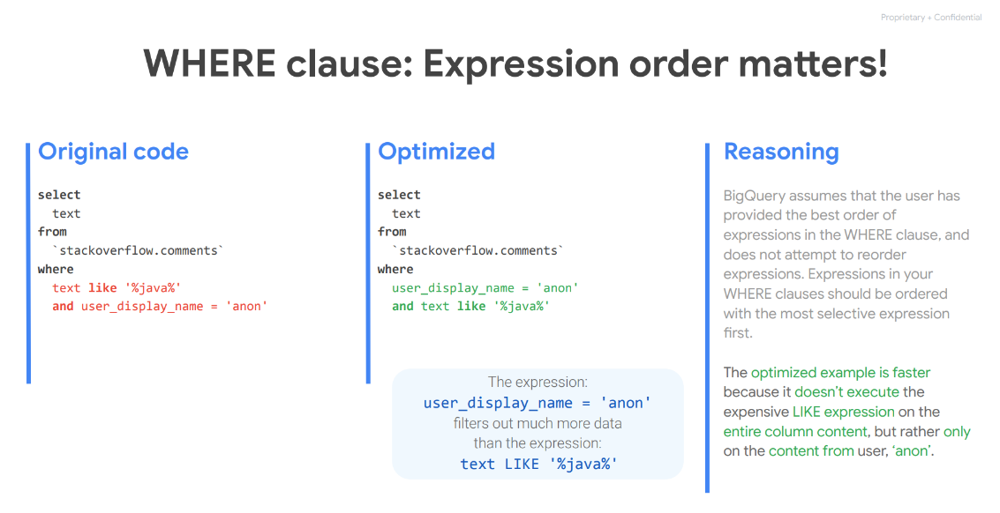 Proprietary + Confidential
WHERE clause: Expression order matters!
Original code
select
text
from
`stackoverflow.comments`
where
text like '%java%'
and user_display_name = 'anon'
Optimized
select
text
from
`stackoverflow.comments`
where
user_display_name = 'anon'
and text like '%java%'
The expression:
user_display_name = 'anon'
filters out much more data
than the expression:
text LIKE '%java%'
Reasoning
BigQuery assumes that the user has
provided the best order of
expressions in the WHERE clause, and
does not attempt to reorder
expressions. Expressions in your
WHERE clauses should be ordered
with the most selective expression
first.
The optimized example is faster
because it doesn’t execute the
expensive LIKE expression on the
entire column content, but rather only
on the content from user, ‘anon’.